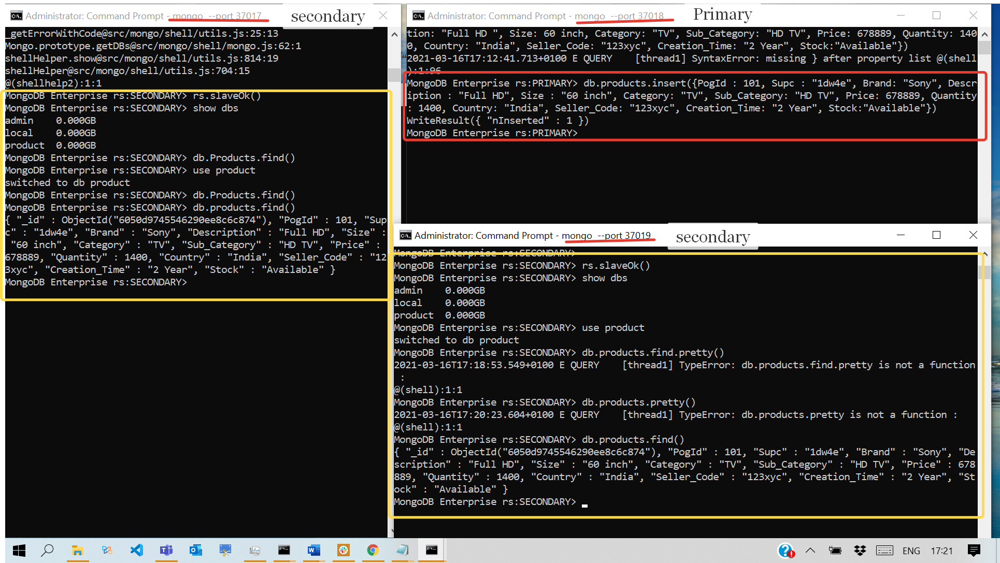 Administrator: Command Prompt - mongo  --port 37017
secondary
_getErrorWithCode@src/mongo/shell/utils.js:25:13
Mongo.prototype.getDBs@src/mongo/shell/mongo.js:62:1
shellHelper.show@src/mongo/shell/utils.js:814:19
shellHelper@src/mongo/shell/utils.js:704:15
@(shellhelp2):1:1
MongoDB Enterprise rs:SECONDARY> rs.slaveOk()
MongoDB Enterprise rs:SECONDARY> show dbs
admin    0.000GB
local    0.000GB
product  0.000GB
MongoDB Enterprise rs:SECONDARY> db.Products.find()
MongoDB Enterprise rs:SECONDARY> use product
switched to db product
MongoDB Enterprise rs:SECONDARY> db.Products.find()
MongoDB Enterprise rs:SECONDARY> db.products.find()
{ "_id" : ObjectId("6050d9745546290ee8c6c874"), "PogId" : 101, "Sup
c" : "1dw4e", "Brand" : "Sony", "Description" : "Full HD", "Size" :
 "60 inch", "Category" : "TV", "Sub_Category" : "HD TV", "Price" :
678889, "Quantity" : 1400, "Country" : "India", "Seller_Code" : "12
3xyc", "Creation_Time" : "2 Year", "Stock" : "Available" }
MongoDB Enterprise rs:SECONDARY>
Administrator: Command Prompt - mongo  --port 37018
Primary
tion: "Full HD ", Size: 60 inch, Category: "TV", Sub_Category: "HD TV", Price: 678889, Quantity: 140
0, Country: "India", Seller_Code: "123xyc", Creation_Time: "2 Year", Stock:"Available"})
2021-03-16T17:12:41.713+0100 E QUERY    [thread1] SyntaxError: missing } after property list @(shell
):1:96
MongoDB Enterprise rs:PRIMARY> db.products.insert({PogId : 101, Supc : "1dw4e", Brand: "Sony", Descr
iption : "Full HD", Size : "60 inch", Category: "TV", Sub_Category: "HD TV", Price: 678889, Quantity
: 1400, Country: "India", Seller_Code: "123xyc", Creation_Time: "2 Year", Stock:"Available"})
WriteResult({ "nInserted" : 1 })
MongoDB Enterprise rs:PRIMARY>
Administrator: Command Prompt - mongo  --port 37019
secondary
MongoDB Enterprise rs:SECONDARY>
MongoDB Enterprise rs:SECONDARY> rs.slaveOk()
MongoDB Enterprise rs:SECONDARY> show dbs
admin    0.000GB
local    0.000GB
product  0.000GB
MongoDB Enterprise rs:SECONDARY> use product
switched to db product
MongoDB Enterprise rs:SECONDARY> db.products.find.pretty()
2021-03-16T17:18:53.549+0100 E QUERY    [thread1] TypeError: db.products.find.pretty is not a function
 :
@(shell):1:1
MongoDB Enterprise rs:SECONDARY> db.products.pretty()
2021-03-16T17:20:23.604+0100 E QUERY    [thread1] TypeError: db.products.pretty is not a function :
@(shell):1:1
MongoDB Enterprise rs:SECONDARY> db.products.find()
{ "_id" : ObjectId("6050d9745546290ee8c6c874"), "PogId" : 101, "Supc" : "1dw4e", "Brand" : "Sony", "De
scription" : "Full HD", "Size" : "60 inch", "Category" : "TV", "Sub_Category" : "HD TV", "Price" : 678
889, "Quantity" : 1400, "Country" : "India", "Seller_Code" : "123xyc", "Creation_Time" : "2 Year", "St
ock" : "Available" }
MongoDB Enterprise rs:SECONDARY>
ENG
17:21